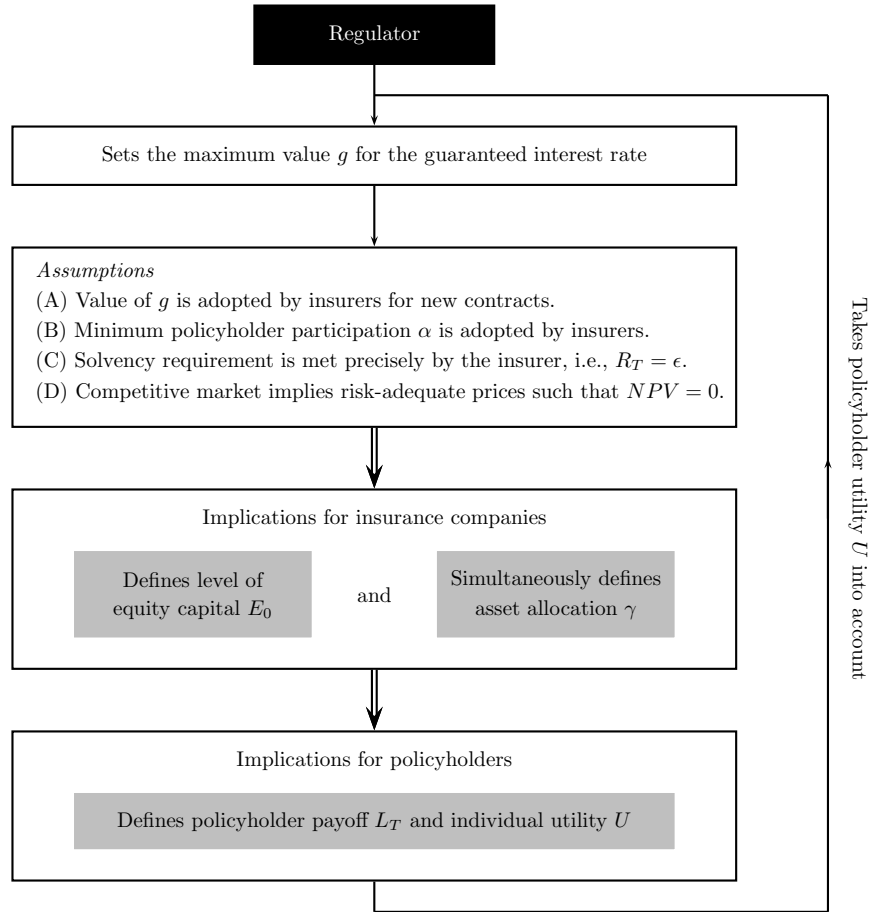 Regulator
Sets the maximum value g for the guaranteed interest rate
Assumptions
(A) Value of g is adopted by insurers for new contracts.
(B) Minimum policyholder participation α is adopted by insurers.
(C) Solvency requirement is met precisely by the insurer, i.e., R_T = ϵ.
(D) Competitive market implies risk-adequate prices such that NPV = 0.
Implications for insurance companies
Defines level of
equity capital E_0
and
Simultaneously defines
asset allocation γ
Implications for policyholders
Defines policyholder payoff L_T and individual utility U
Takes policyholder utility U into account